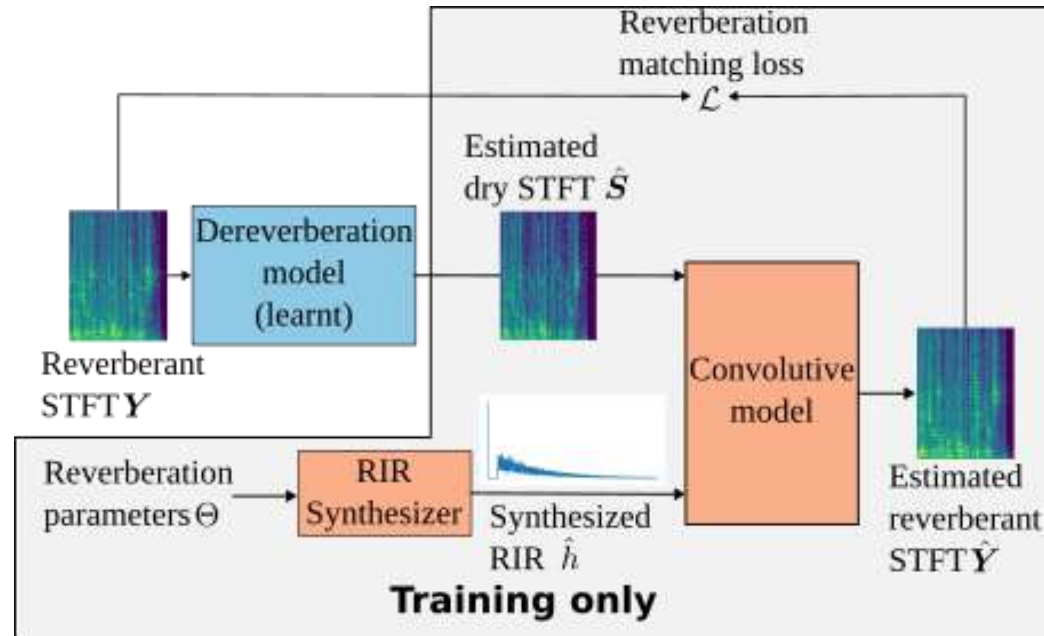 Reverberation
matching loss
ℒ
Estimated
dry STFT Ŝ
Dereverberation
model
(learnt)
Reverberant
STFT Y
Convolutive
model
Reverberation
parameters Θ
RIR
Synthesizer
Synthesized
RIR ĥ
Estimated
reverberant
STFT Ŷ
Training only